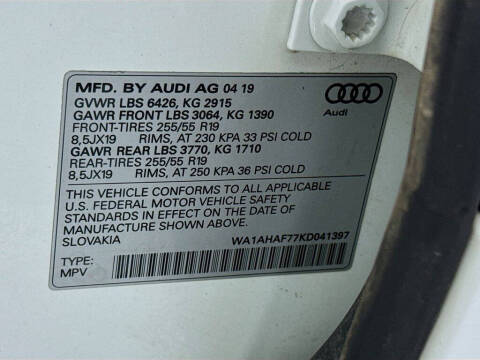 MFD. BY AUDI AG 04 19
GVWR LBS 6426, KG 2915
GAWR FRONT LBS 3064, KG 1390
FRONT-TIRES 255/55 R19
8,5JX19 RIMS, AT 230 KPA 33 PSI COLD
GAWR REAR LBS 3770, KG 1710
REAR-TIRES 255/55 R19
8,5JX19 RIMS, AT 250 KPA 36 PSI COLD
Audi
THIS VEHICLE CONFORMS TO ALL APPLICABLE
U.S. FEDERAL MOTOR VEHICLE SAFETY
STANDARDS IN EFFECT ON THE DATE OF
MANUFACTURE SHOWN ABOVE.
SLOVAKIA WA1AHAF77KD041397
TYPE:
MPV